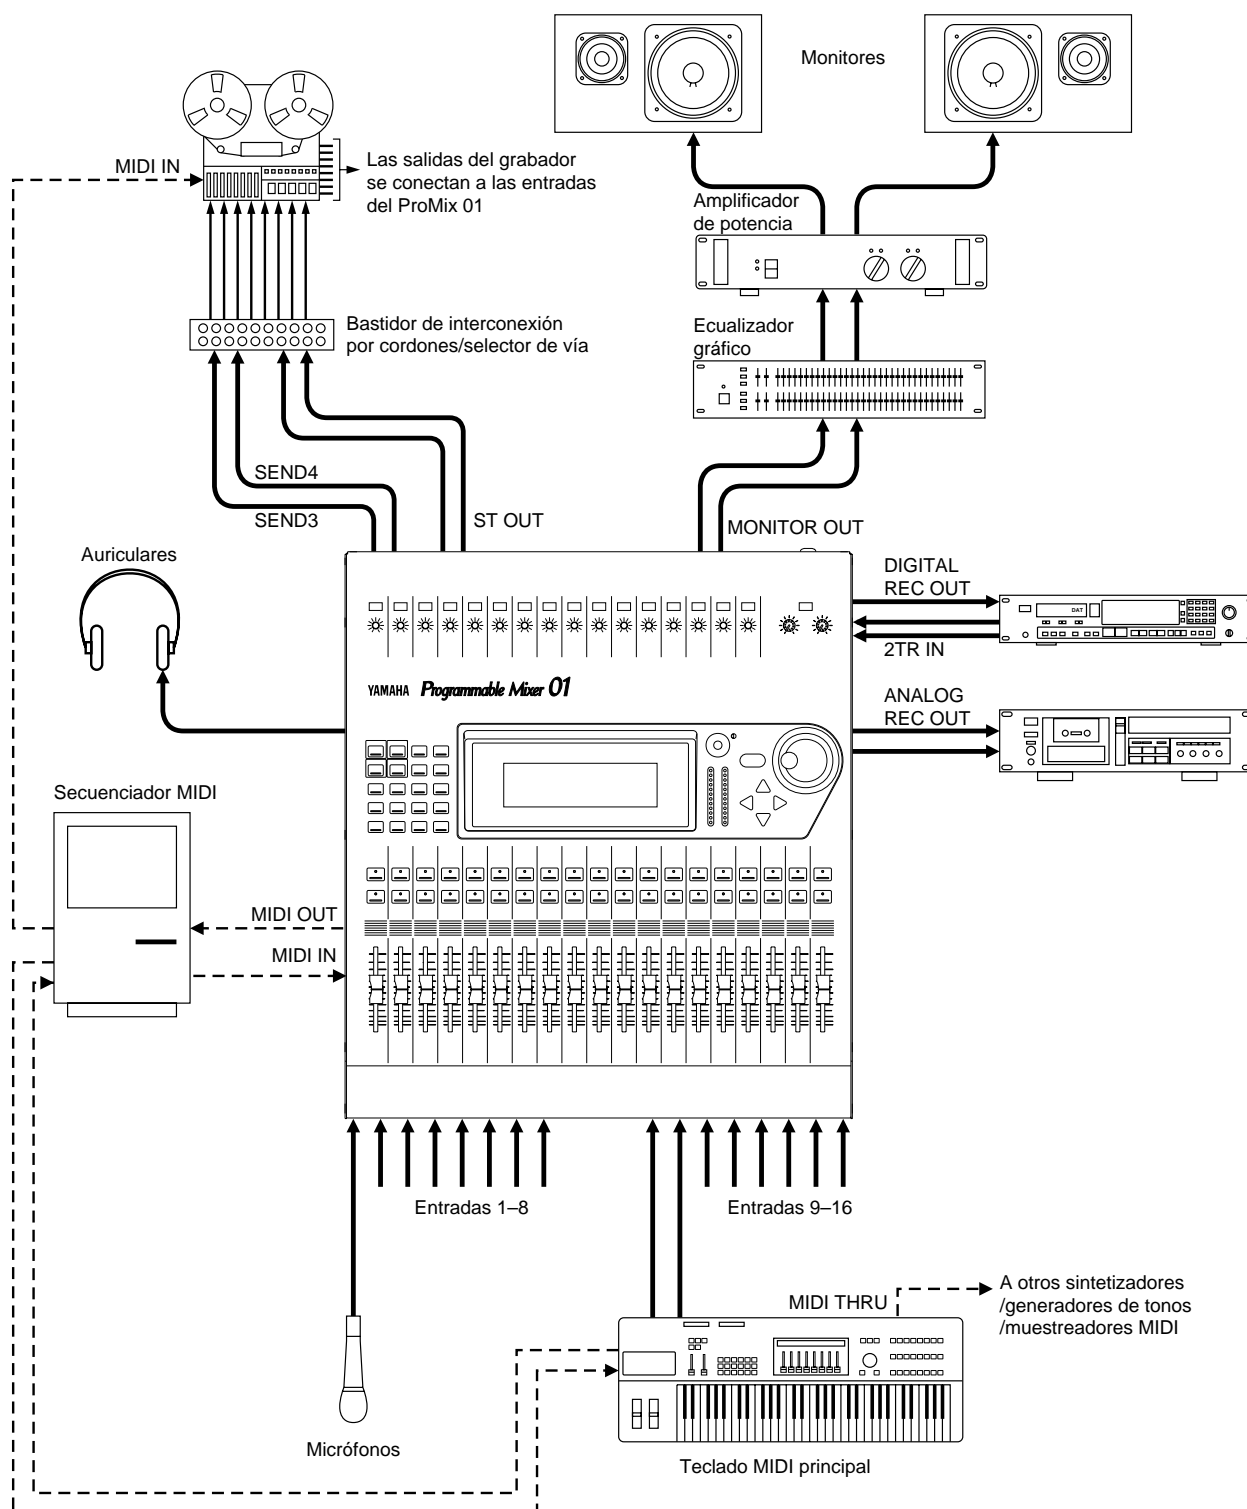 Monitores
MIDI IN
Las salidas del grabador
se conectan a las entradas
del ProMix 01
Amplificador
de potencia
Bastidor de interconexión
por cordones/selector de vía
Ecualizador
gráfico
SEND4
SEND3
ST OUT
MONITOR OUT
Auriculares
DIGITAL
REC OUT
DAT
2TR IN
YAMAHA Programmable Mixer 01
ANALOG
REC OUT
Secuenciador MIDI
MIDI OUT
MIDI IN
Entradas 1–8
Entradas 9–16
MIDI THRU
A otros sintetizadores
/generadores de tonos
/muestreadores MIDI
Micrófonos
Teclado MIDI principal